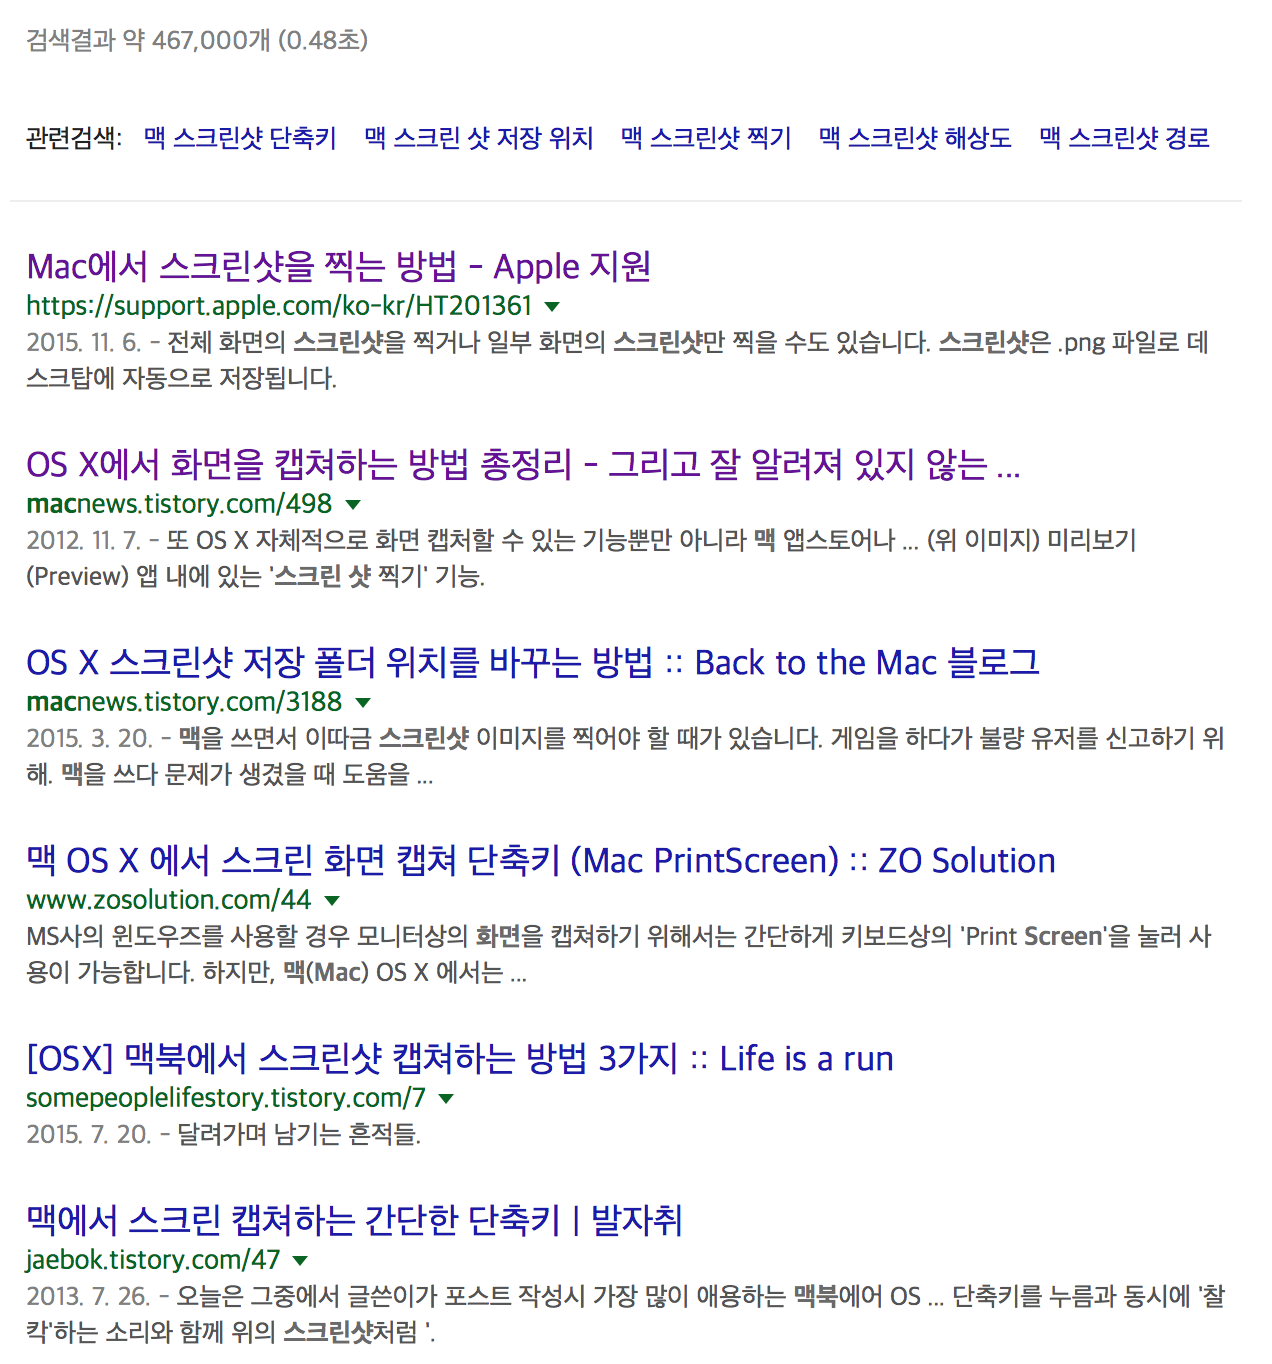 검색결과 약 467,000개 (0.48초)
관련검색: 맥 스크린샷 단축키 맥 스크린 샷 저장 위치 맥 스크린샷 찍기 맥 스크린샷 해상도 맥 스크린샷 경로
Mac에서 스크린샷을 찍는 방법 - Apple 지원
https://support.apple.com/ko-kr/HT201361
2015. 11. 6. - 전체 화면의 스크린샷을 찍거나 일부 화면의 스크린샷만 찍을 수도 있습니다. 스크린샷은 .png 파일로 데
스크탑에 자동으로 저장됩니다.
OS X에서 화면을 캡쳐하는 방법 총정리 - 그리고 잘 알려져 있지 않는 ...
macnews.tistory.com/498
2012. 11. 7. - 또 OS X 자체적으로 화면 캡처할 수 있는 기능뿐만 아니라 맥 앱스토어나 ... (위 이미지) 미리보기
(Preview) 앱 내에 있는 '스크린 샷 찍기' 기능.
OS X 스크린샷 저장 폴더 위치를 바꾸는 방법 :: Back to the Mac 블로그
macnews.tistory.com/3188
2015. 3. 20. - 맥을 쓰면서 이따금 스크린샷 이미지를 찍어야 할 때가 있습니다. 게임을 하다가 불량 유저를 신고하기 위
해. 맥을 쓰다 문제가 생겼을 때 도움을 ...
맥 OS X 에서 스크린 화면 캡쳐 단축키 (Mac PrintScreen) :: ZO Solution
www.zosolution.com/44
MS사의 윈도우즈를 사용할 경우 모니터상의 화면을 캡쳐하기 위해서는 간단하게 키보드상의 'Print Screen'을 눌러 사
용이 가능합니다. 하지만, 맥(Mac) OS X 에서는 ...
[OSX] 맥북에서 스크린샷 캡쳐하는 방법 3가지 :: Life is a run
somepeoplelifestory.tistory.com/7
2015. 7. 20. - 달려가며 남기는 흔적들.
맥에서 스크린 캡쳐하는 간단한 단축키 | 발자취
jaebok.tistory.com/47
2013. 7. 26. - 오늘은 그중에서 글쓴이가 포스트 작성시 가장 많이 애용하는 맥북에어 OS ... 단축키를 누름과 동시에 '찰
칵'하는 소리와 함께 위의 스크린샷처럼 '.